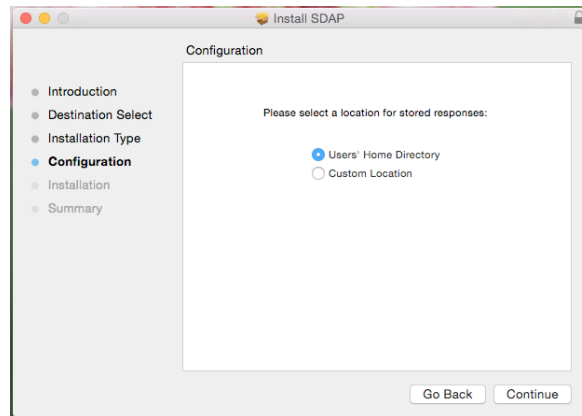 Install SDAP
Configuration
Introduction
Destination Select
Installation Type
Configuration
Installation
Summary
Please select a location for stored responses:
Users' Home Directory
Custom Location
Go Back
Continue